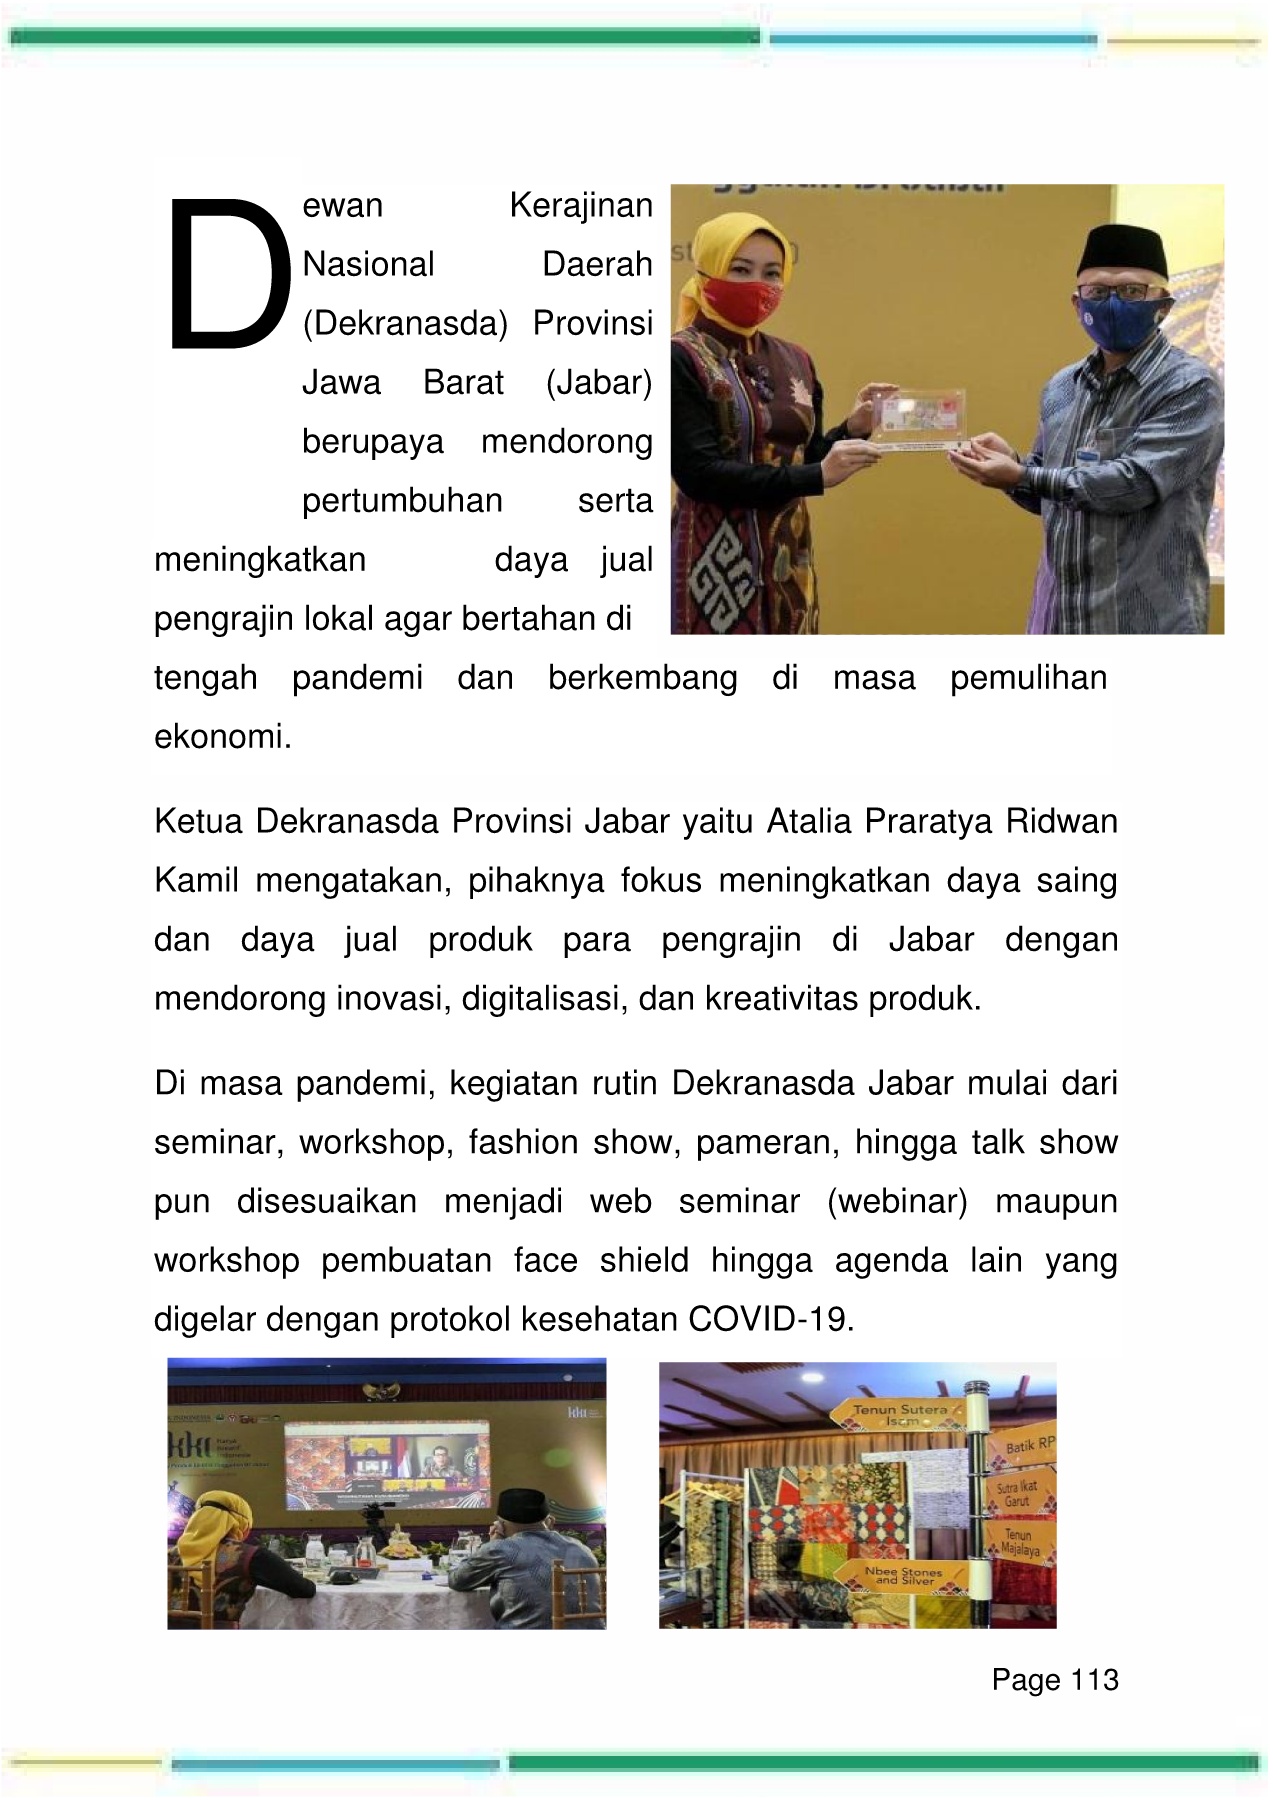 Dewan Kerajinan
Nasional Daerah
(Dekranasda) Provinsi
Jawa Barat (Jabar)
berupaya mendorong
pertumbuhan serta
meningkatkan daya jual
pengrajin lokal agar bertahan di
tengah pandemi dan berkembang di masa pemulihan
ekonomi.
Ketua Dekranasda Provinsi Jabar yaitu Atalia Praratya Ridwan
Kamil mengatakan, pihaknya fokus meningkatkan daya saing
dan daya jual produk para pengrajin di Jabar dengan
mendorong inovasi, digitalisasi, dan kreativitas produk.
Di masa pandemi, kegiatan rutin Dekranasda Jabar mulai dari
seminar, workshop, fashion show, pameran, hingga talk show
pun disesuaikan menjadi web seminar (webinar) maupun
workshop pembuatan face shield hingga agenda lain yang
digelar dengan protokol kesehatan COVID-19.
kkı
Tenun Sutera
Isam
Batik RP
Sutra Ikat
Garut
Tenun
Majalaya
Nbee Stones
and Silver
Page 113